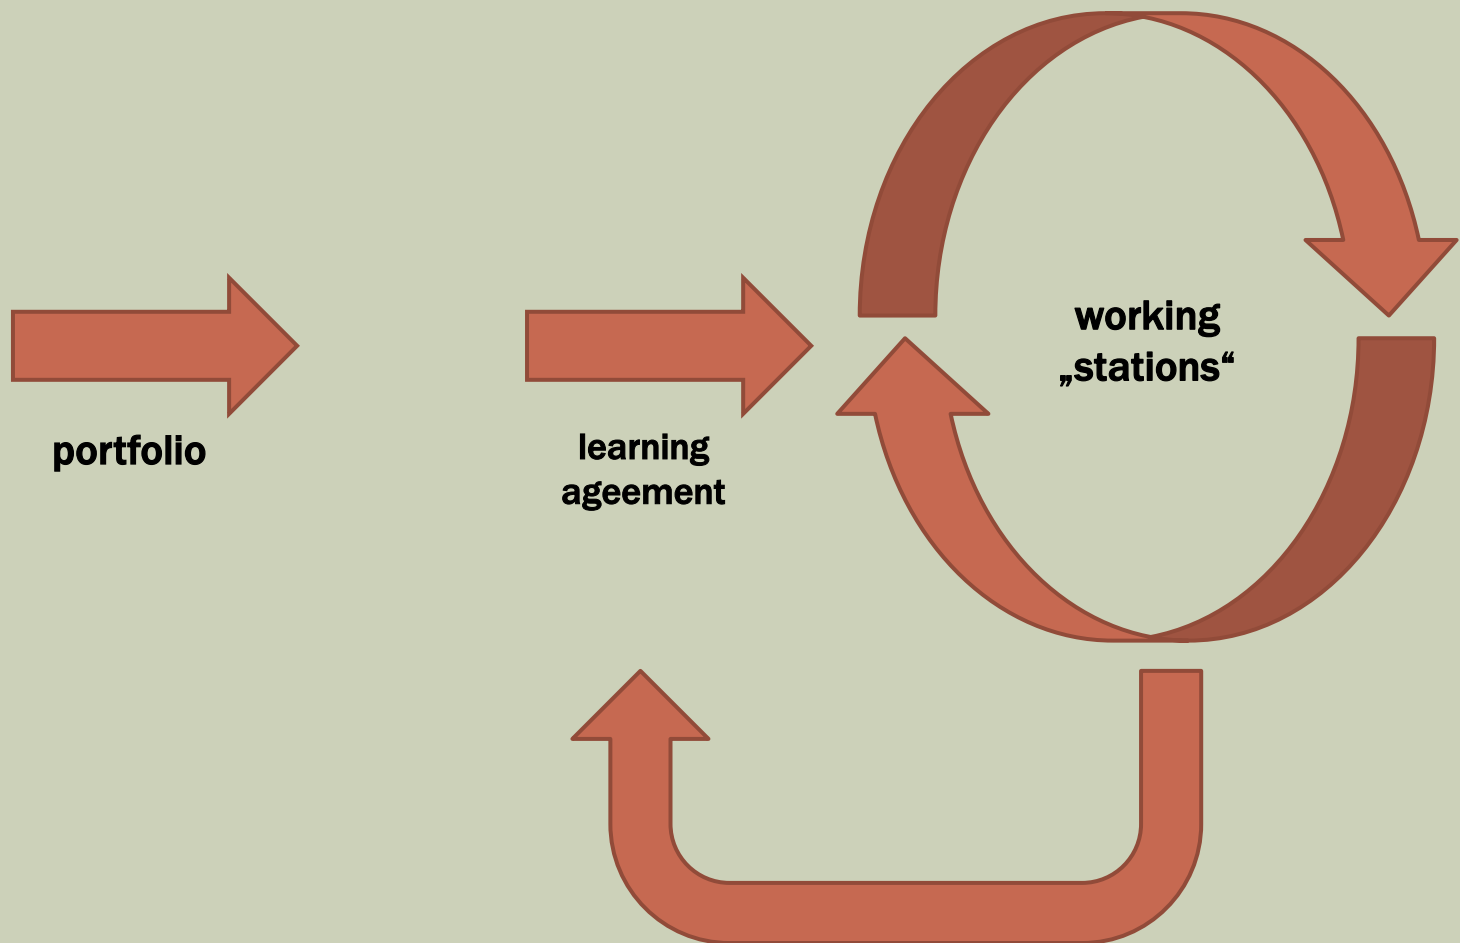 portfolio
learning
ageement
working
„stations“